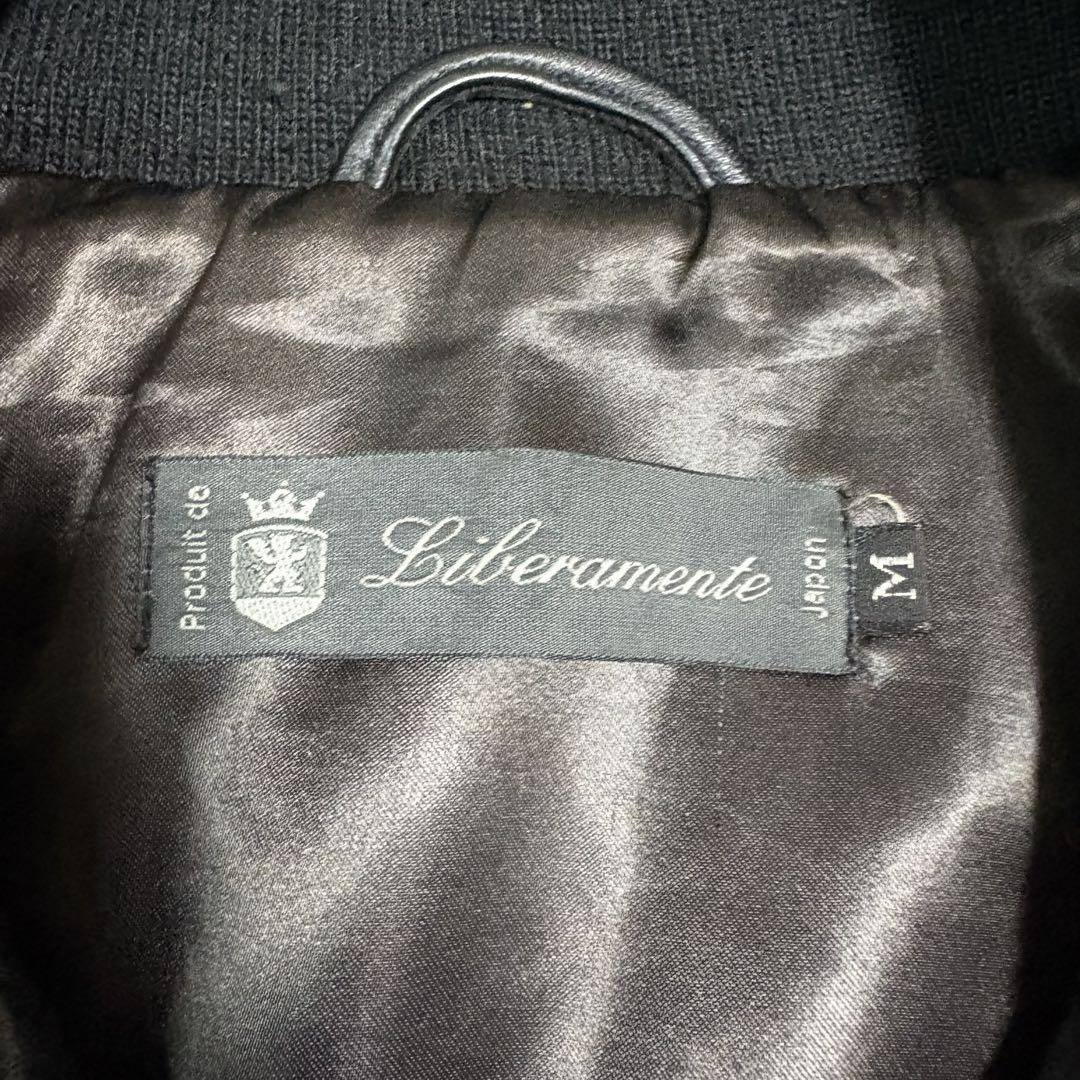 Produit de
Liberamente
Japan
M